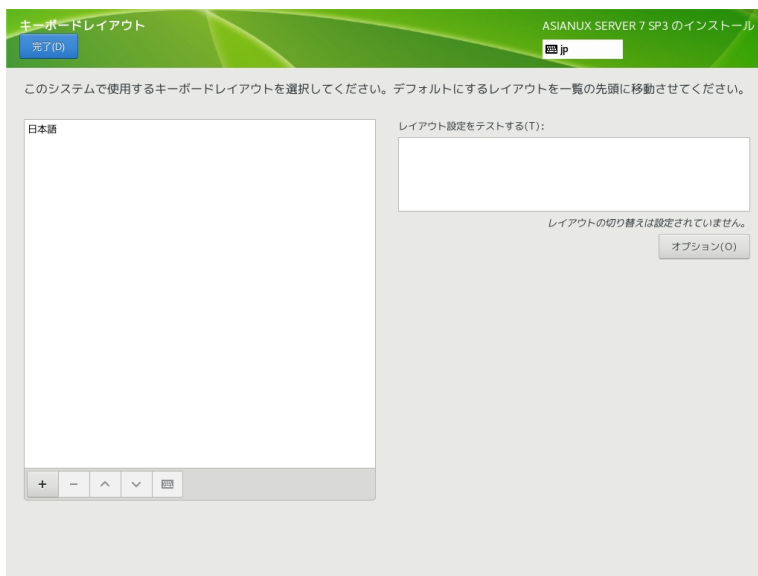 キーボードレイアウト
ASIANUX SERVER 7 SP3 のインストール
完了(D)
jp
このシステムで使用するキーボードレイアウトを選択してください。デフォルトにするレイアウトを一覧の先頭に移動させてください。
日本語
レイアウト設定をテストする(T):
レイアウトの切り替えは設定されていません。
オプション(O)